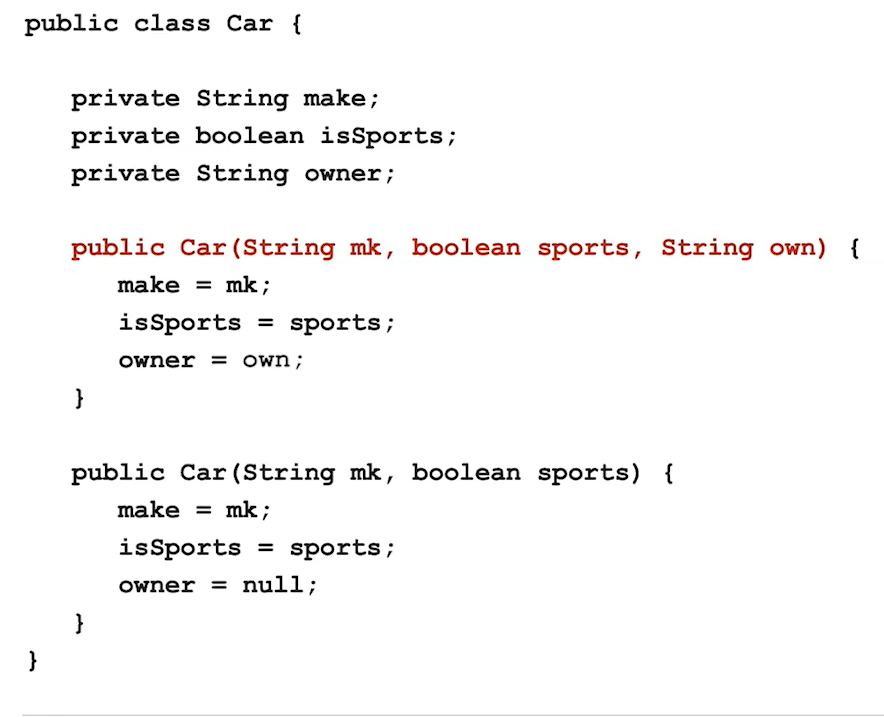 public class Car {
private String make;
private boolean isSports;
private String owner;
public Car(String mk, boolean sports, String own) {
make = mk;
isSports = sports;
owner = own;
}
public Car(String mk, boolean sports) {
make = mk;
isSports = sports;
owner = null;
}
}